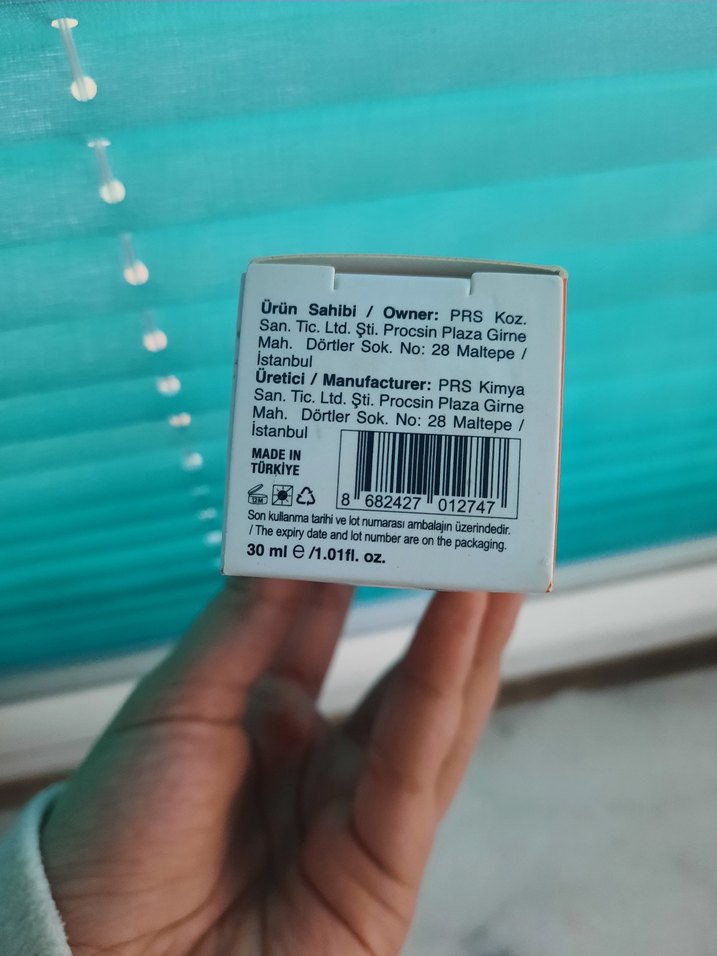 Ürün Sahibi / Owner: PRS Koz.
San. Tic. Ltd. Şti. Procsin Plaza Girne
Mah. Dörtler Sok. No: 28 Maltepe /
İstanbul
Üretici / Manufacturer: PRS Kimya
San. Tic. Ltd. Şti. Procsin Plaza Girne
Mah. Dörtler Sok. No: 28 Maltepe /
İstanbul
MADE IN
TÜRKİYE
12M
8 682427 012747
Son kullanma tarihi ve lot numarası ambalajın üzerindedir.
/ The expiry date and lot number are on the packaging.
30 ml ℮ /1.01fl. oz.